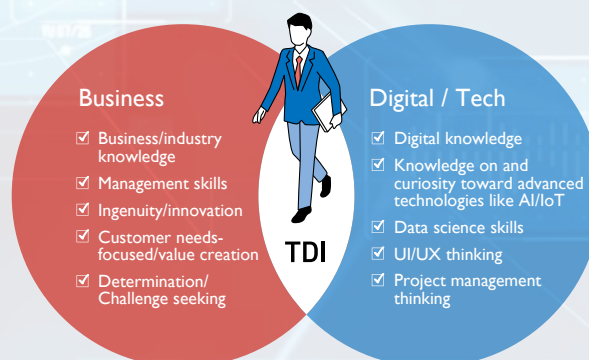 Business
Business/industry
knowledge
Management skills
Ingenuity/innovation
Customer needs-
focused/value creation
Determination/
Challenge seeking
TDI
Digital / Tech
Digital knowledge
Knowledge on and
curiosity toward advanced
technologies like AI/IoT
Data science skills
UI/UX thinking
Project management
thinking